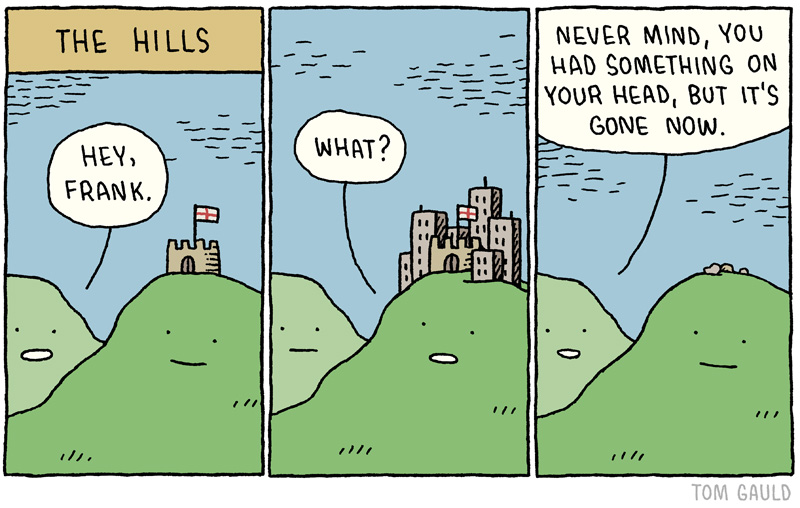 THE HILLS
HEY,
FRANK.
WHAT?
NEVER MIND, YOU
HAD SOMETHING ON
YOUR HEAD, BUT IT'S
GONE NOW.
TOM GAULD